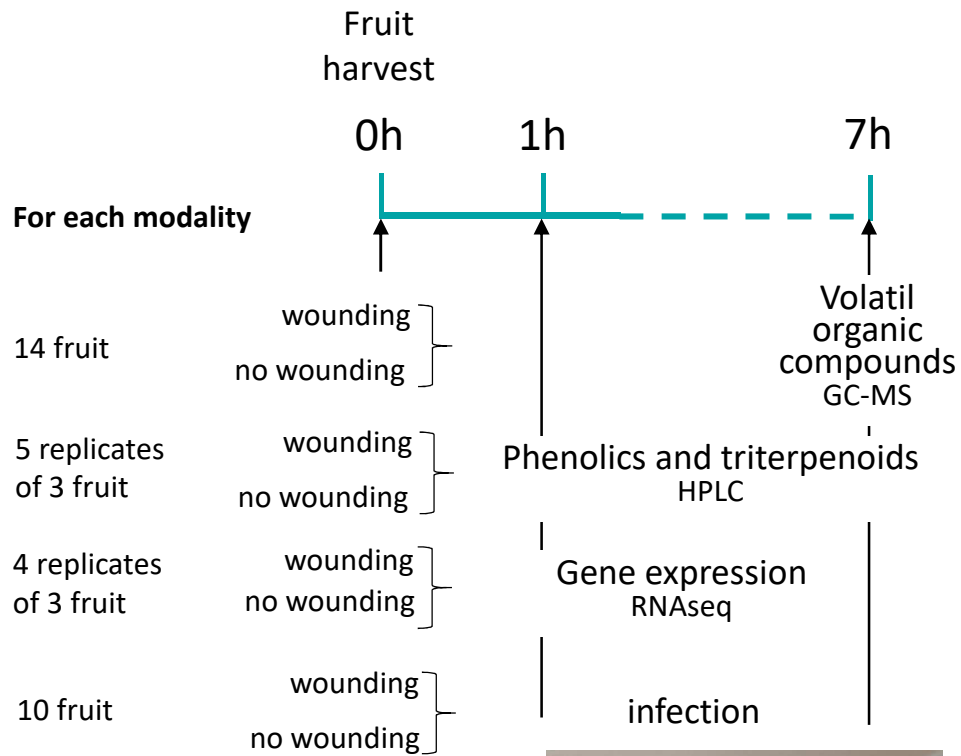 Fruit
harvest
0h 1h 7h
For each modality
14 fruit
wounding
no wounding
Volatil
organic
compounds
GC-MS
5 replicates
of 3 fruit
wounding
no wounding
Phenolics and triterpenoids
HPLC
4 replicates
of 3 fruit
wounding
no wounding
Gene expression
RNAseq
10 fruit
wounding
no wounding
infection